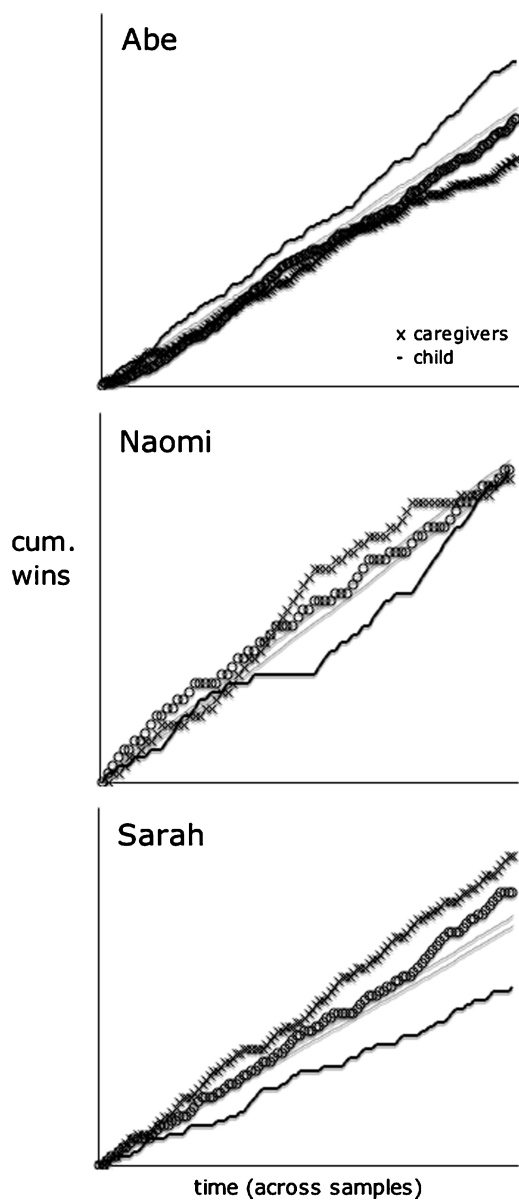 Abe
x caregivers
- child
Naomi
cum.
wins
Sarah
time (across samples)